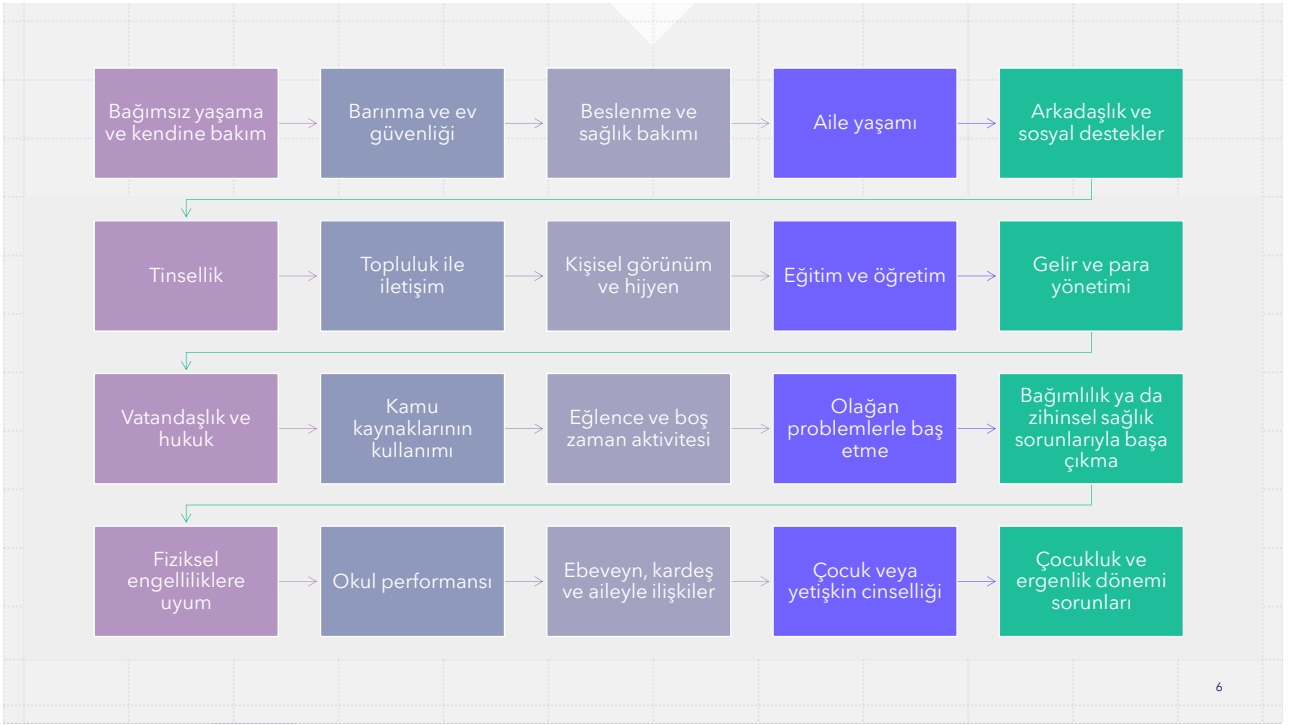 Bağımsız yaşama
ve kendine bakım
Barınma ve ev
güvenliği
Beslenme ve
sağlık bakımı
Aile yaşamı
Arkadaşlık ve
sosyal destekler
Tinsellik
Topluluk ile
iletişim
Kişisel görünüm
ve hijyen
Eğitim ve öğretim
Gelir ve para
yönetimi
Vatandaşlık ve
hukuk
Kamu
kaynaklarının
kullanımı
Eğlence ve boş
zaman aktivitesi
Olağan
problemlerle baş
etme
Bağımlılık ya da
zihinsel sağlık
sorunlarıyla başa
çıkma
Fiziksel
engelliliklere
uyum
Okul performansı
Ebeveyn, kardeş
ve aileyle ilişkiler
Çocuk veya
yetişkin cinselliği
Çocukluk ve
ergenlik dönemi
sorunları
6